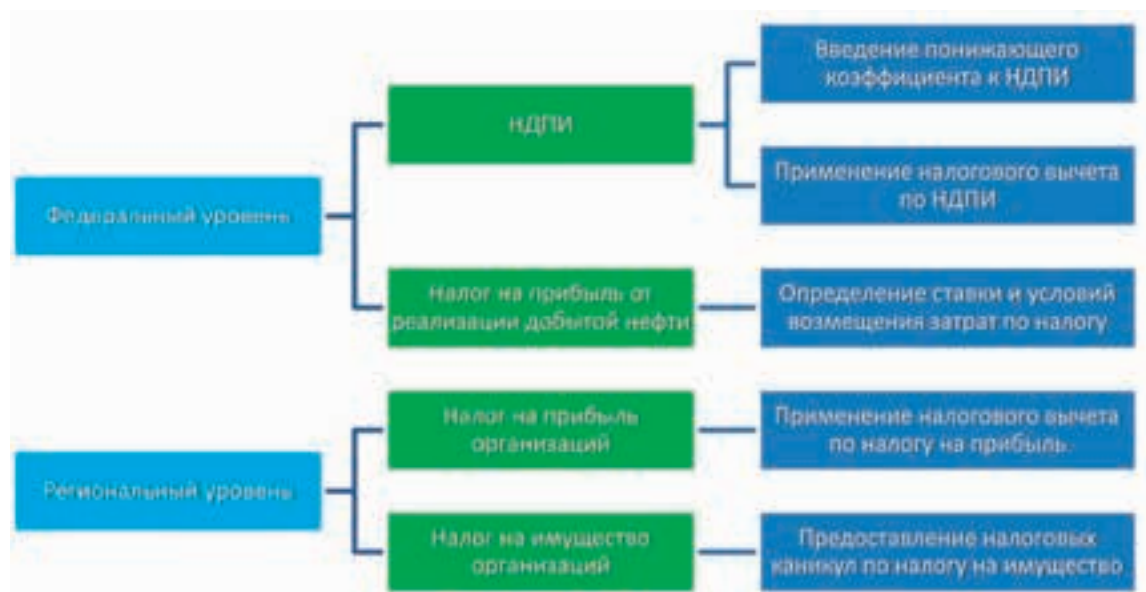 Федеральный уровень
НДПИ
Введение понижающего
коэффициента к НДПИ
Применение налогового вычета
по НДПИ
Налог на прибыль от
реализации добытой нефти
Определение ставки и условий
возмещения затрат по налогу
Региональный уровень
Налог на прибыль
организаций
Применение налогового вычета
по налогу на прибыль
Налог на имущество
организаций
Предоставление налоговых
каникул по налогу на имущество